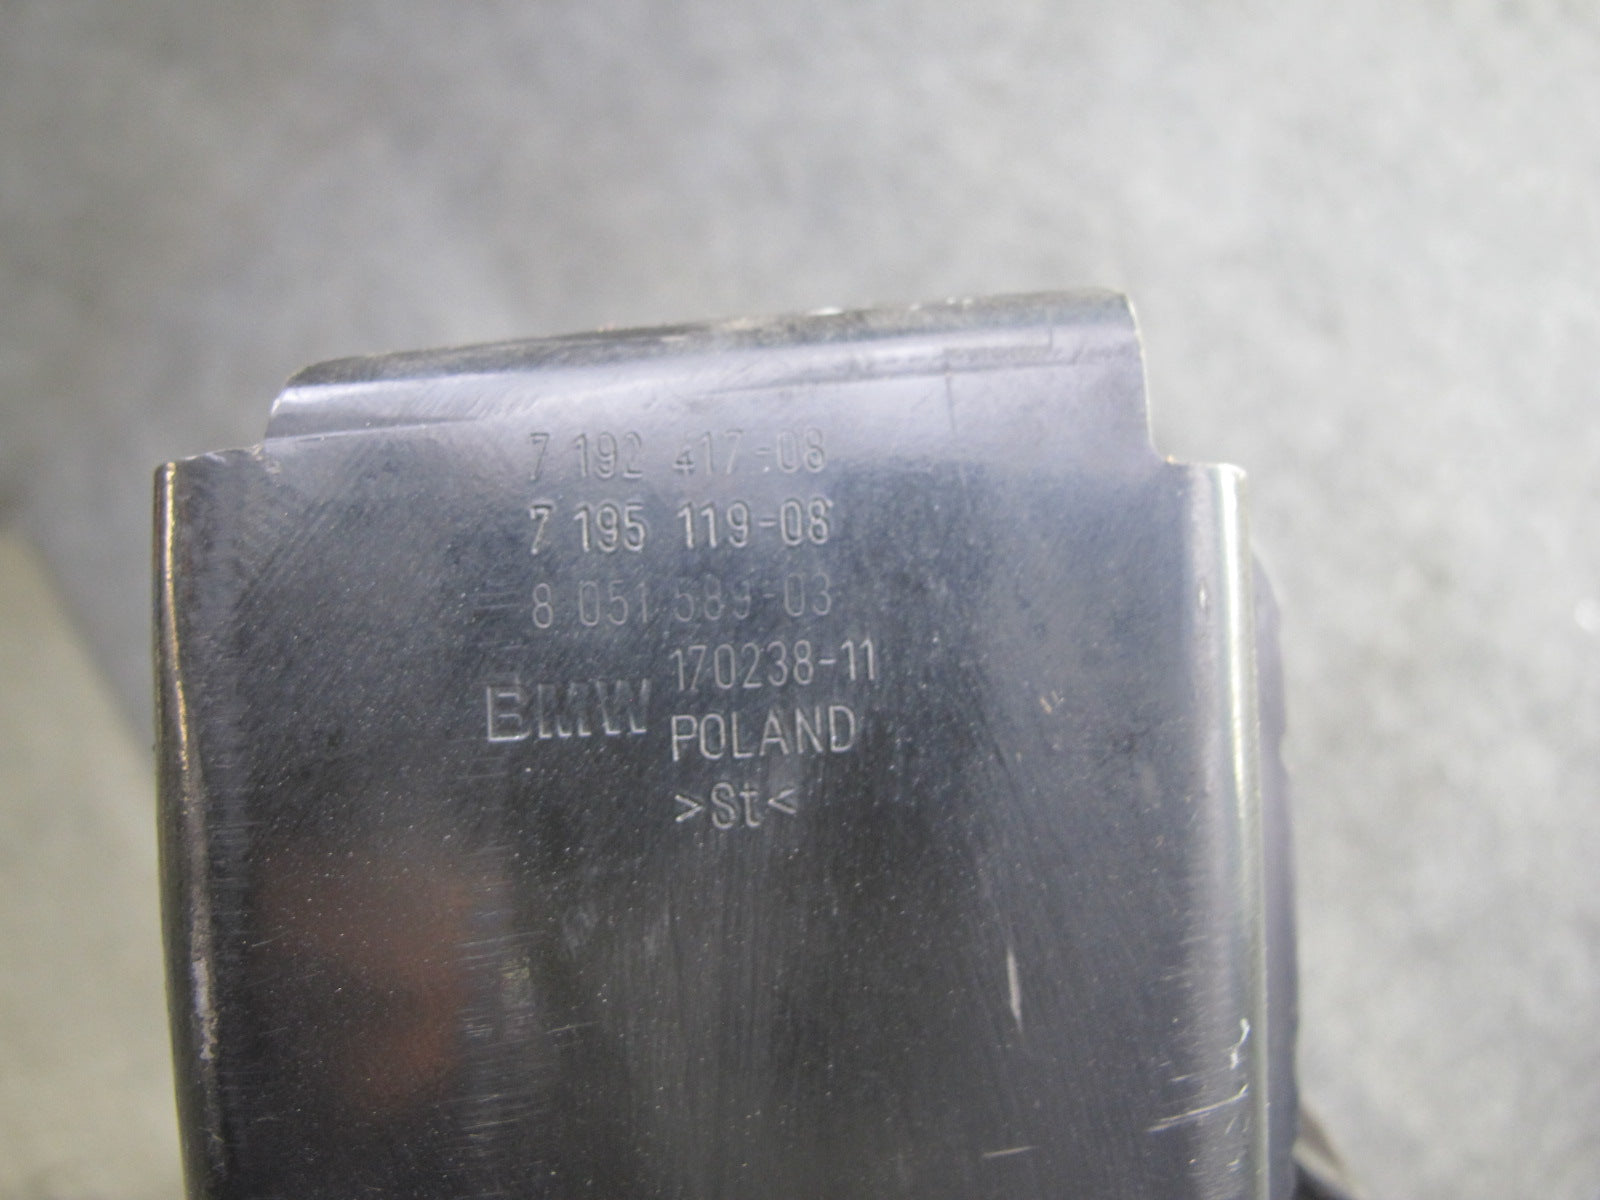 7 192 417-08
7 195 119-08
8 051 589-03
170238-11
BMW
POLAND
>St<